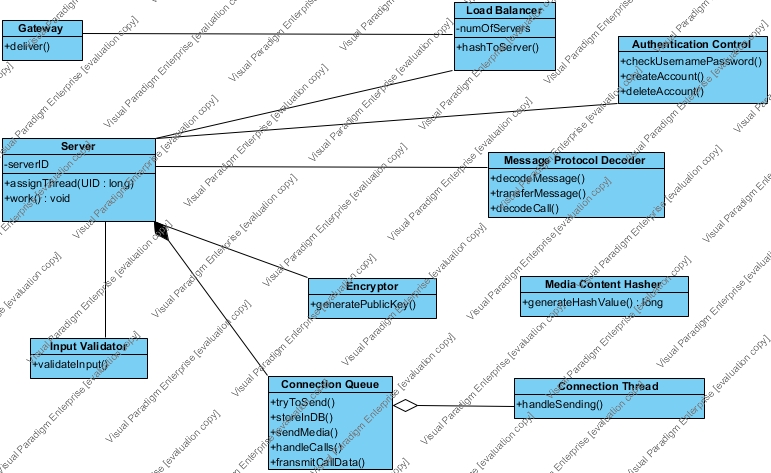 Gateway
+deliver()
Load Balancer
-numOfServers
+hashToServer()
Authentication Control
+checkUsernamePassword()
+createAccount()
+deleteAccount()
Server
-serverID
+assignThread(UID : long)
+work() : void
Message Protocol Decoder
+decodeMessage()
+transferMessage()
+decodeCall()
Encryptor
+generatePublicKey()
Media Content Hasher
+generateHashValue() : long
Input Validator
+validateInput()
Connection Queue
+tryToSend()
+storeInDB()
+sendMedia()
+handleCalls()
+fransmitCallData()
Connection Thread
+handleSending()
Visual Paradigm Enterprise [evaluation copy]